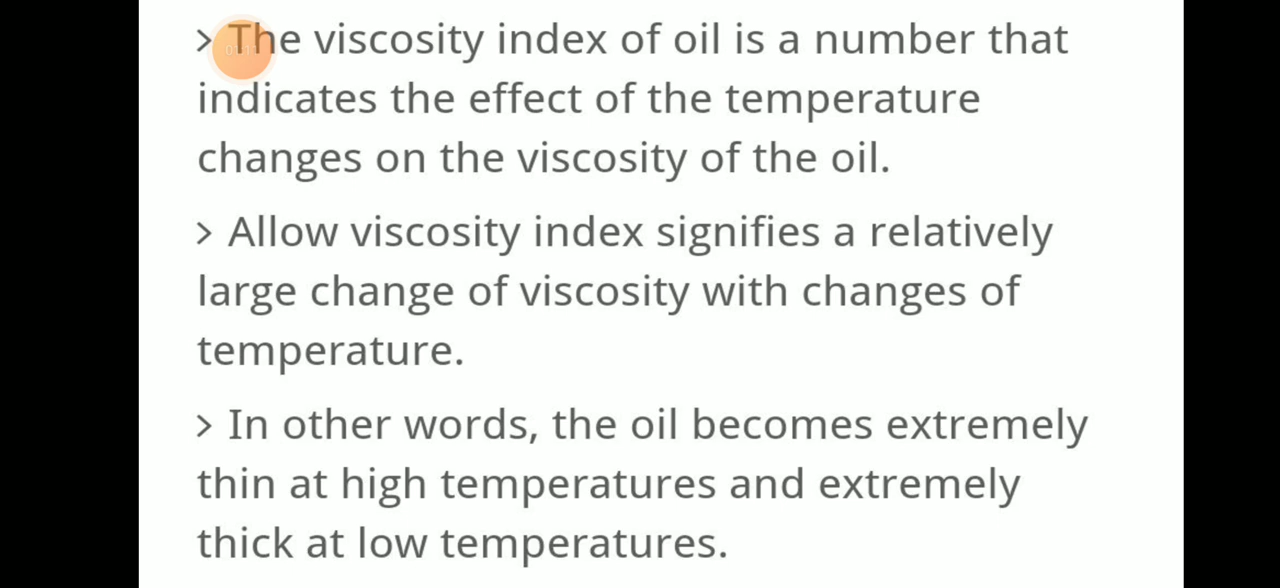 > The viscosity index of oil is a number that
indicates the effect of the temperature
changes on the viscosity of the oil.
> Allow viscosity index signifies a relatively
large change of viscosity with changes of
temperature.
> In other words, the oil becomes extremely
thin at high temperatures and extremely
thick at low temperatures.